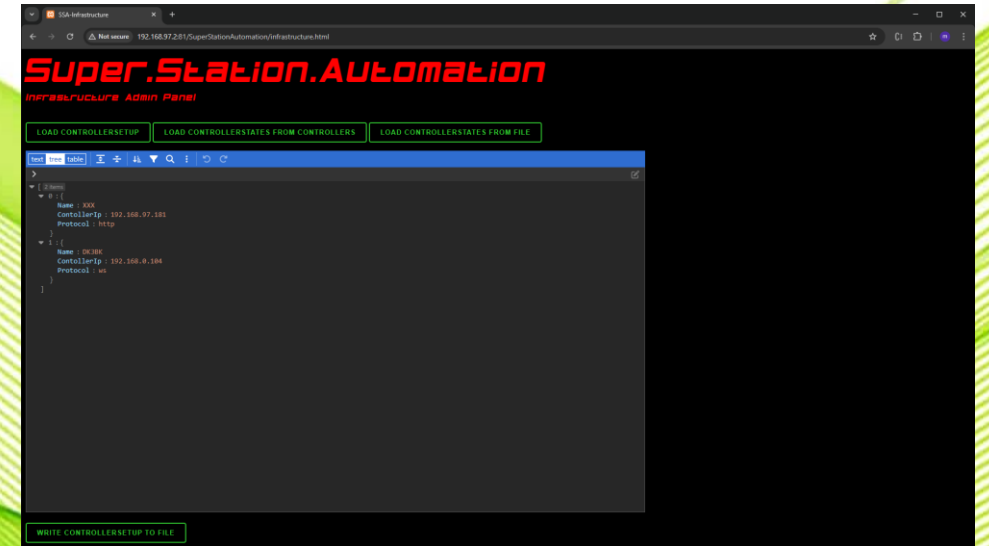 SSA-Infrastructure
Not secure 192.168.97.2:81/SuperStationAutomation/infrastructure.html
Super.Station.Automation
Infrastructure Admin Panel
LOAD CONTROLLERSETUP LOAD CONTROLLERSTATES FROM CONTROLLERS LOAD CONTROLLERSTATES FROM FILE
text tree table
[ 2 items
0 : {
Name : XXX
ContollerIp : 192.168.97.181
Protocol : http
}
1 : {
Name : DK3BK
ContollerIp : 192.168.0.104
Protocol : ws
}
]
WRITE CONTROLLERSETUP TO FILE